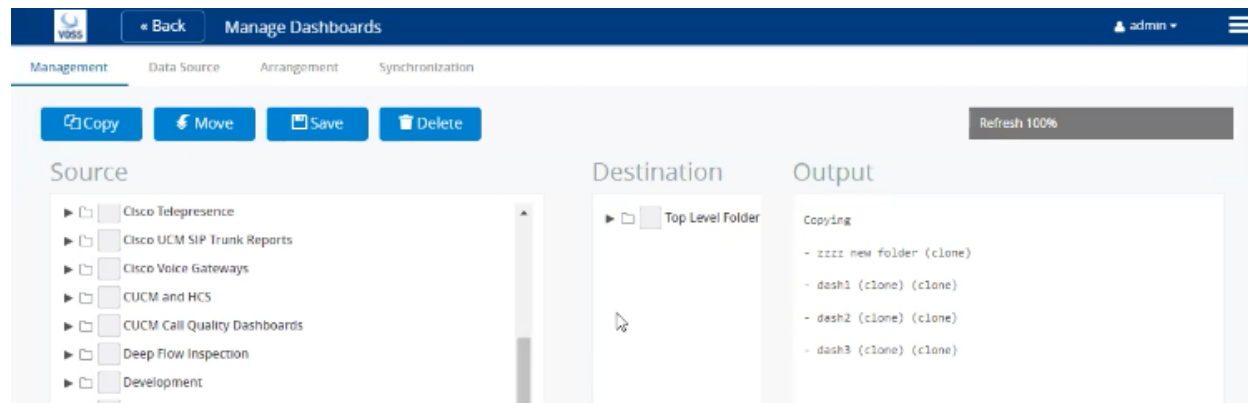 VOSS « Back Manage Dashboards admin
Management Data Source Arrangement Synchronization
Copy Move Save Delete Refresh 100%
Source Destination Output
Cisco Telepresence
Cisco UCM SIP Trunk Reports
Cisco Voice Gateways
CUCM and HCS
CUCM Call Quality Dashboards
Deep Flow Inspection
Development
Top Level Folder
Copying
- zzzz new folder (clone)
- dash1 (clone) (clone)
- dash2 (clone) (clone)
- dash3 (clone) (clone)